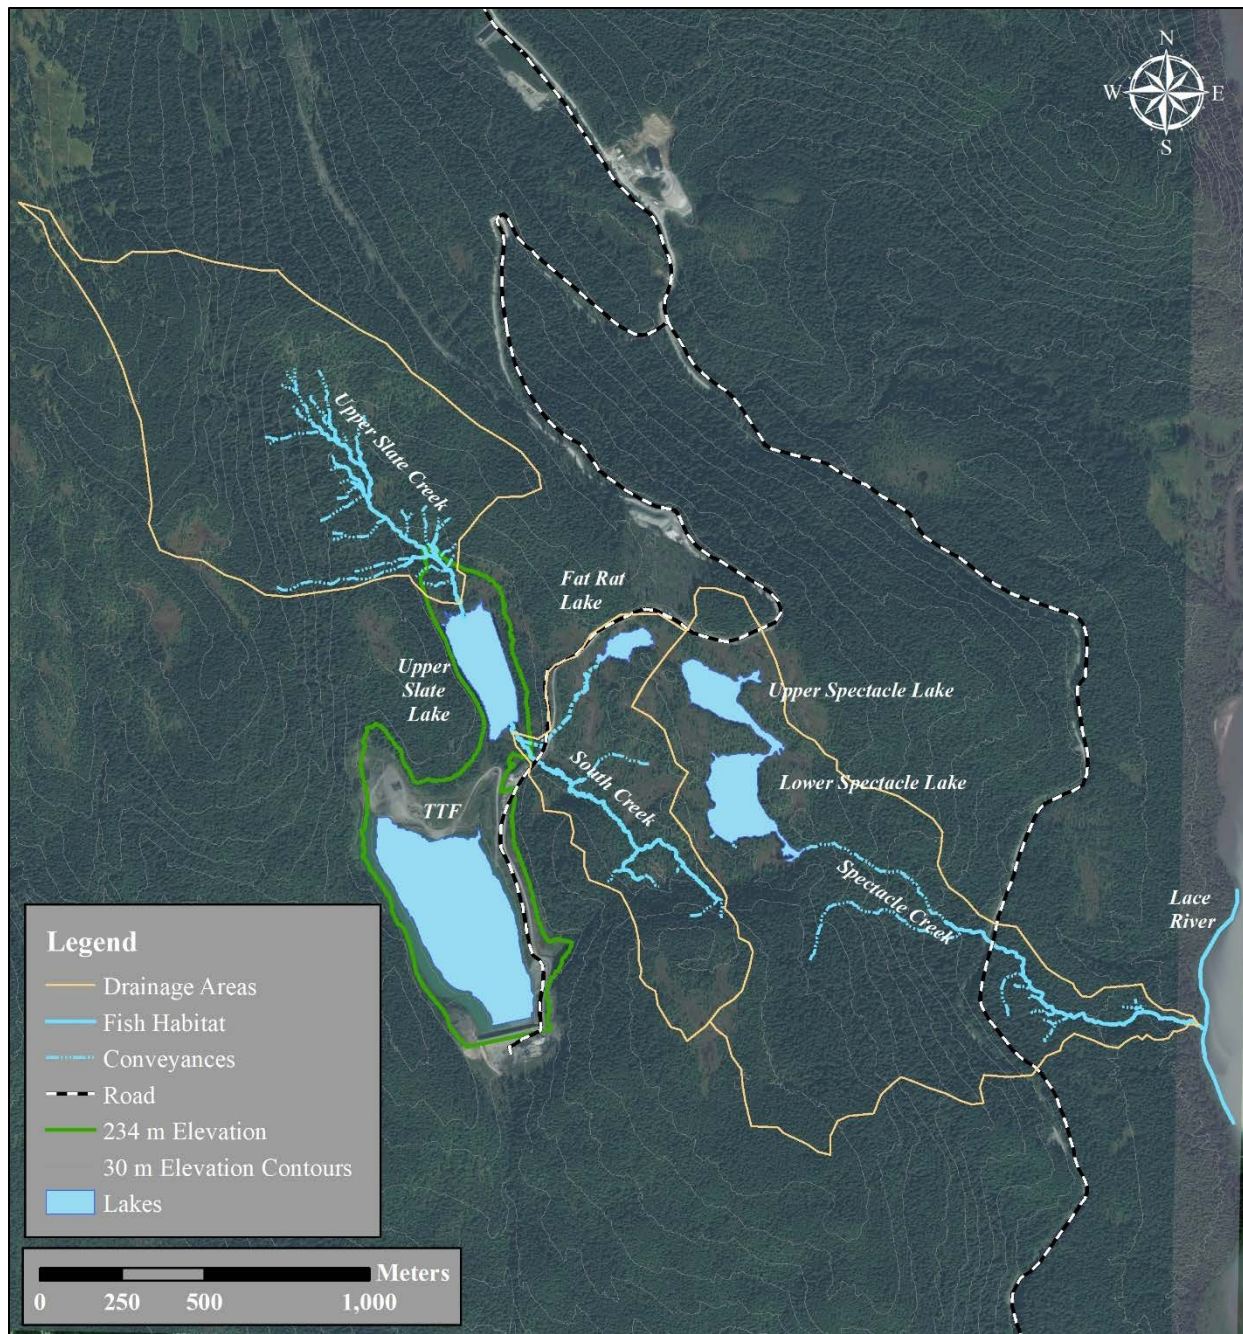 N
W E
S
Upper Slate Creek
Fat Rat
Lake
Upper
Slate
Lake
Upper Spectacle Lake
South Creek
Lower Spectacle Lake
TTF
Spectacle Creek
Lace
River
Legend
Drainage Areas
Fish Habitat
Conveyances
Road
234 m Elevation
30 m Elevation Contours
Lakes
Meters
0 250 500 1,000